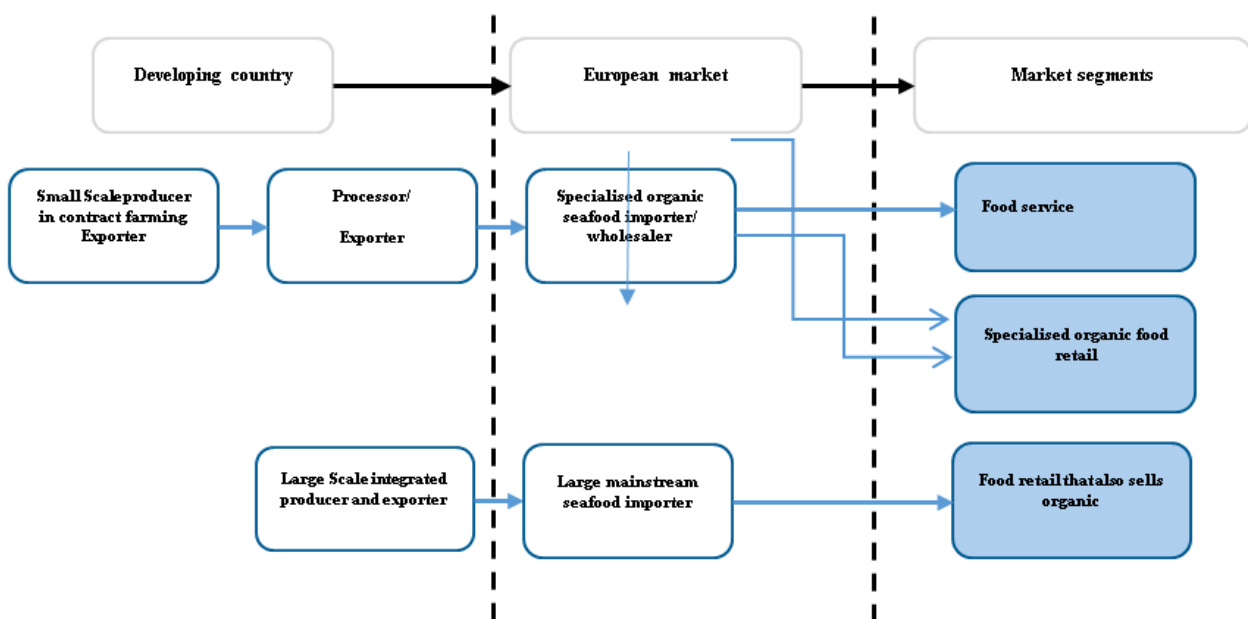 Developing country
European market
Market segments
Small Scaleproducer
in contract farming
Exporter
Processor/
Exporter
Specialised organic
seafood importer/
wholesaler
Food service
Specialised organic food
retail
Large Scale integrated
producer and exporter
Large mainstream
seafood importer
Food retail that also sells
organic